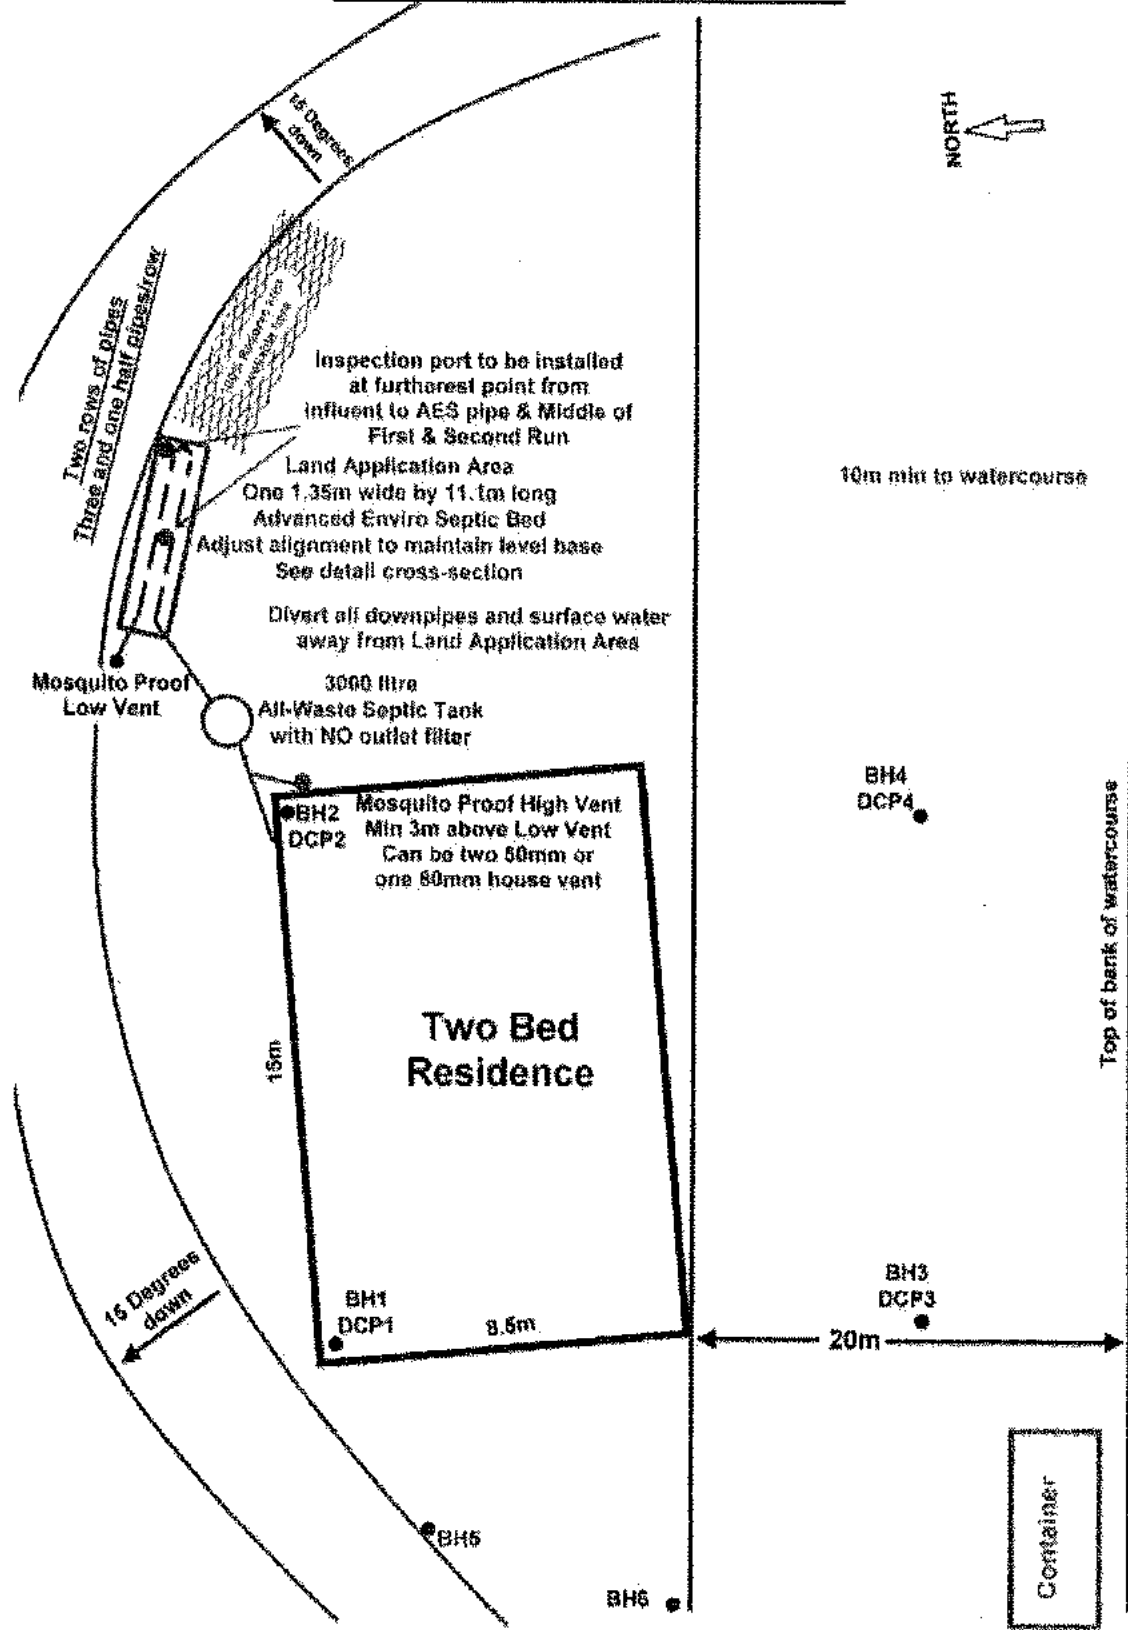 NORTH
15 Degrees
down
Two rows of pipes
Three and one half pipes/row
100% Reserve Area
Inspection port to be installed
at furtherest point from
influent to AES pipe & Middle of
First & Second Run
Land Application Area
One 1.35m wide by 11.1m long
Advanced Enviro Septic Bed
Adjust alignment to maintain level base
See detail cross-section
10m min to watercourse
Divert all downpipes and surface water
away from Land Application Area
Mosquito Proof
Low Vent
3000 litre
All-Waste Septic Tank
with NO outlet filter
BH4
DCP4
BH2
DCP2
Mosquito Proof High Vent
Min 3m above Low Vent
Can be two 50mm or
one 80mm house vent
Top of bank of watercourse
Two Bed
Residence
15m
15 Degrees
down
BH1
DCP1
8.5m
BH3
DCP3
20m
BH5
BH6
Container